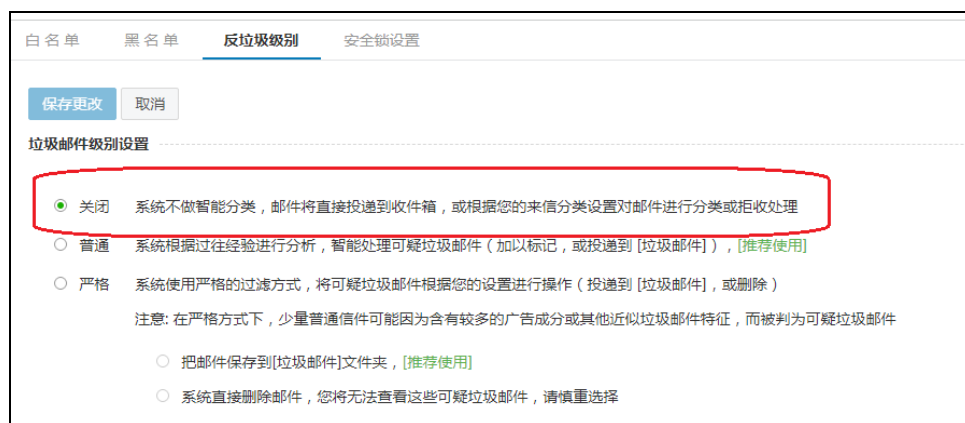 白名单 黑名单 反垃圾级别 安全锁设置
保存更改 取消
垃圾邮件级别设置
关闭 系统不做智能分类，邮件将直接投递到收件箱，或根据您的来信分类设置对邮件进行分类或拒收处理
普通 系统根据过往经验进行分析，智能处理可疑垃圾邮件（加以标记，或投递到 [垃圾邮件]），[推荐使用]
严格 系统使用严格的过滤方式，将可疑垃圾邮件根据您的设置进行操作（投递到 [垃圾邮件]，或删除）
注意: 在严格方式下，少量普通信件可能因为含有较多的广告成分或其他近似垃圾邮件特征，而被判为可疑垃圾邮件
把邮件保存到[垃圾邮件]文件夹，[推荐使用]
系统直接删除邮件，您将无法查看这些可疑垃圾邮件，请慎重选择